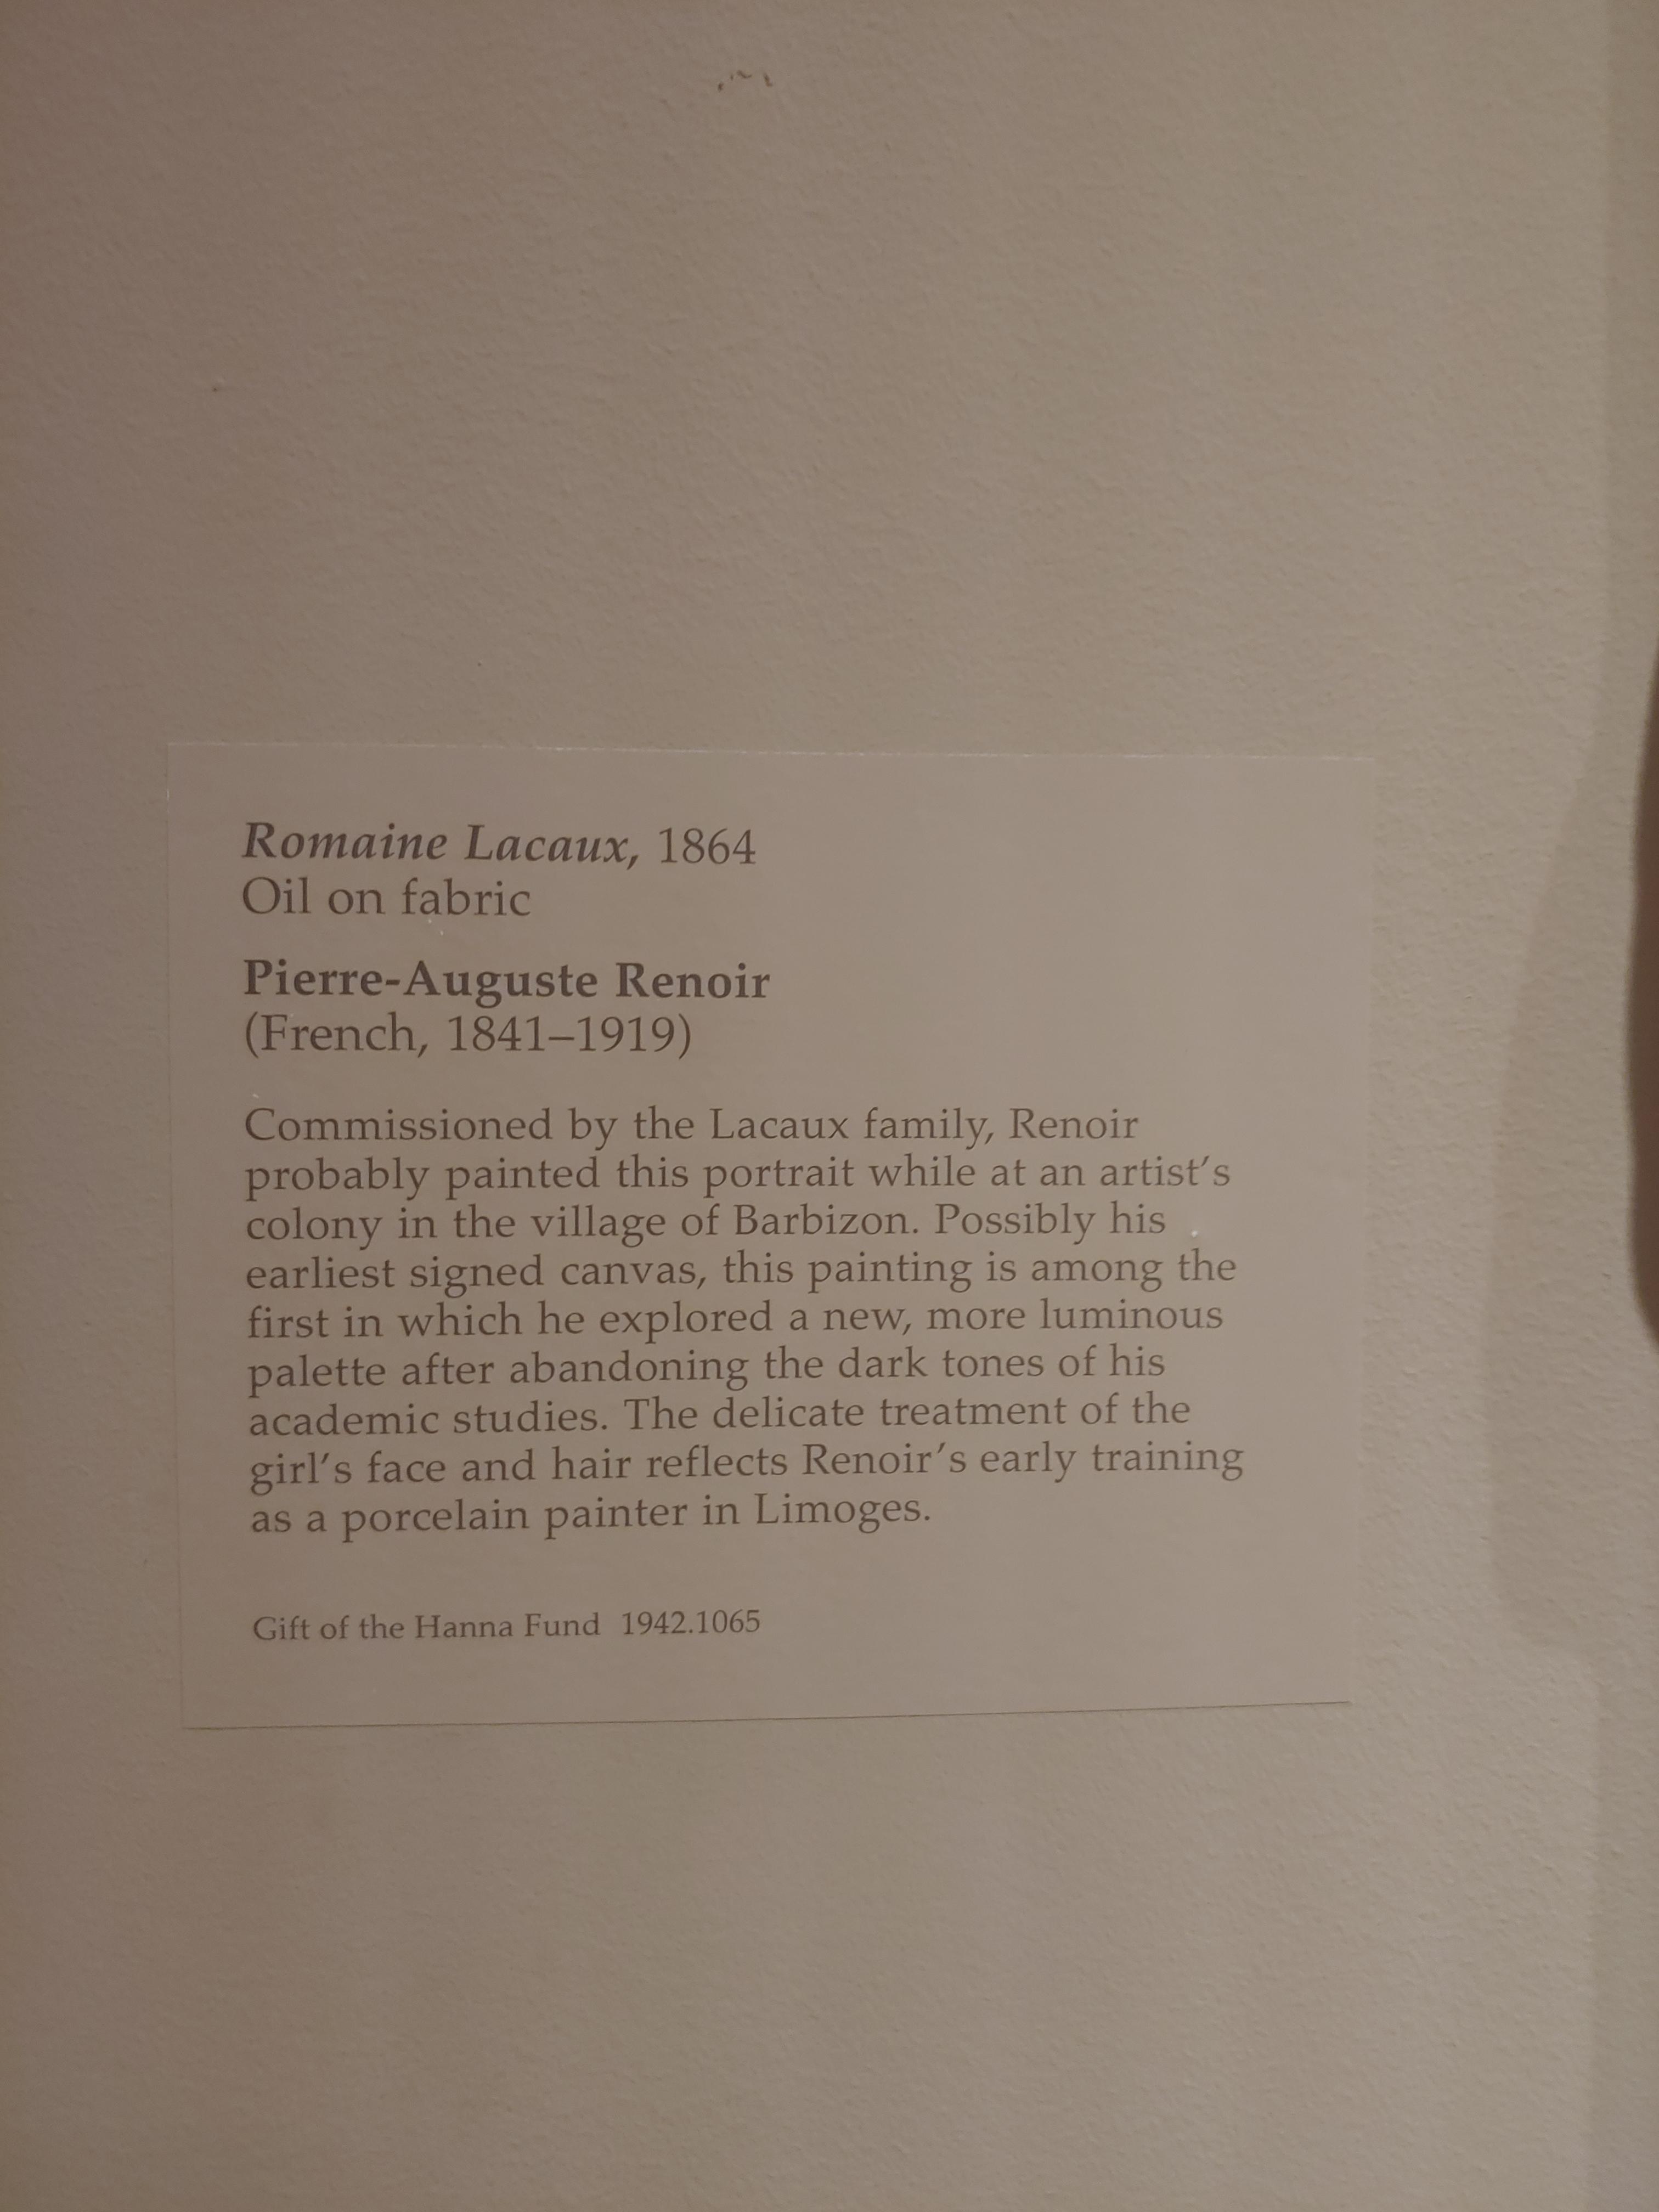 Romaine Lacaux, 1864
Oil on fabric
Pierre-Auguste Renoir
(French, 1841–1919)
Commissioned by the Lacaux family, Renoir
probably painted this portrait while at an artist's
colony in the village of Barbizon. Possibly his
earliest signed canvas, this painting is among the
first in which he explored a new, more luminous
palette after abandoning the dark tones of his
academic studies. The delicate treatment of the
girl's face and hair reflects Renoir's early training
as a porcelain painter in Limoges.
Gift of the Hanna Fund 1942.1065